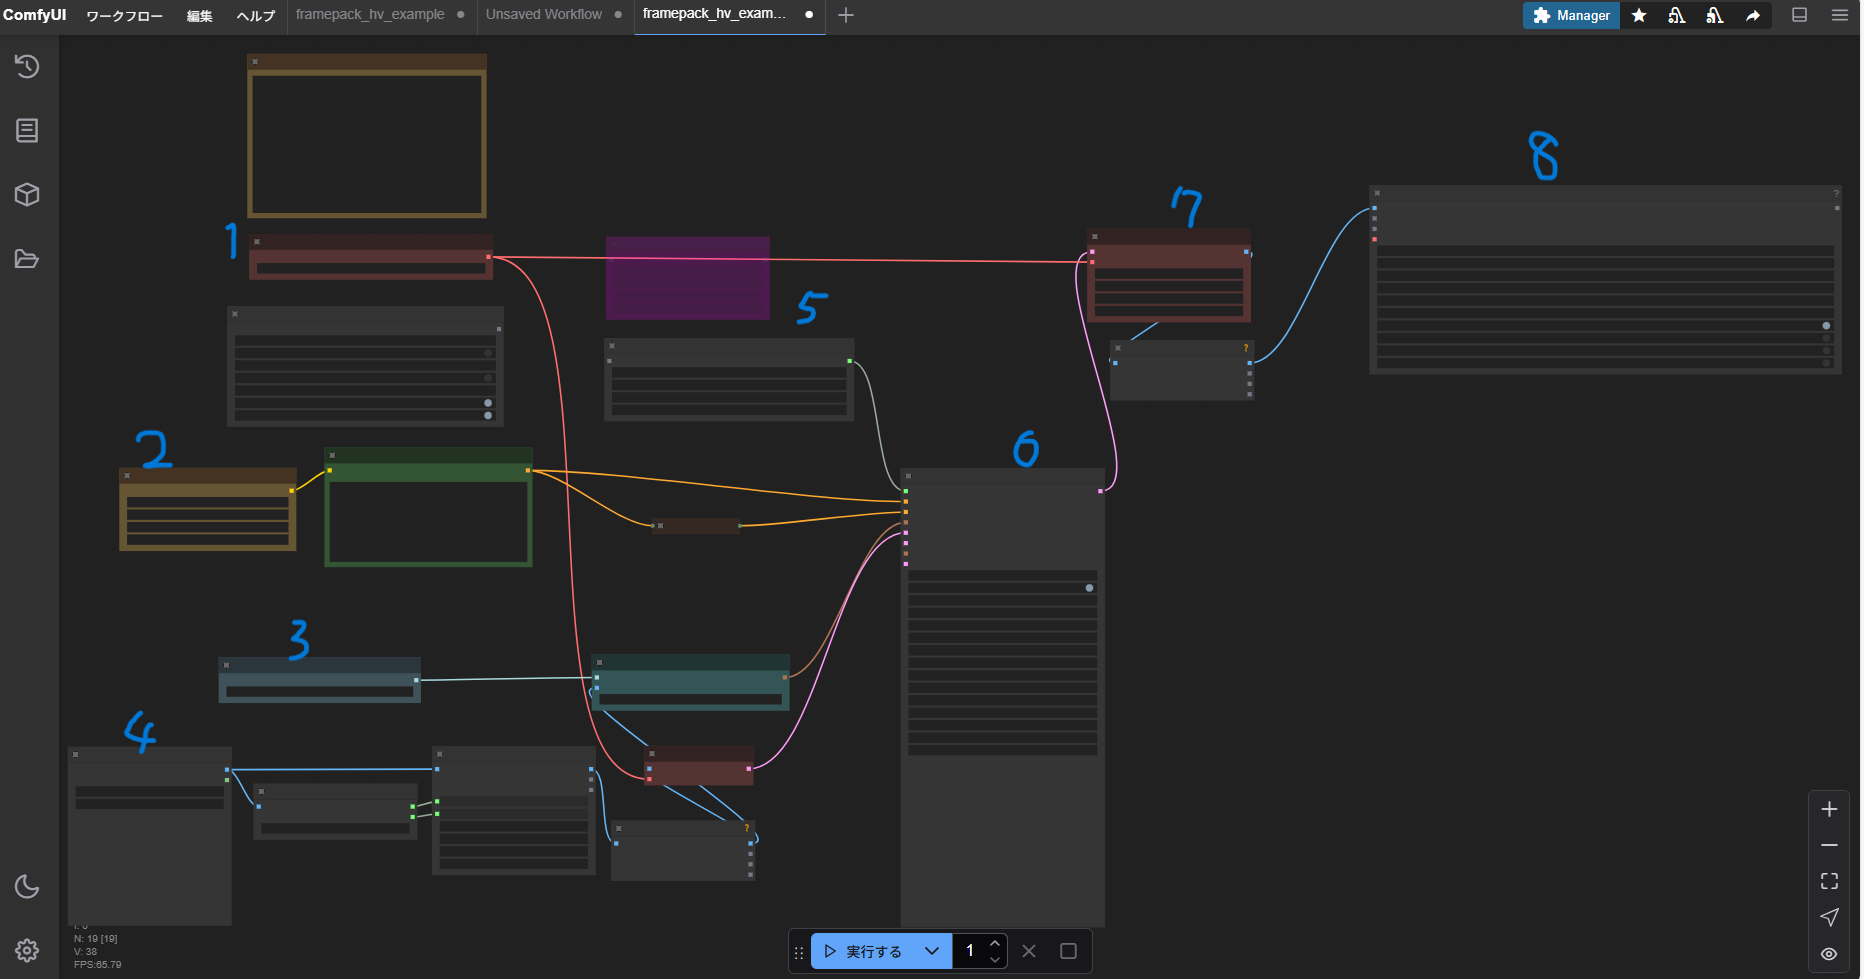 ComfyUI ワークフロー 編集 ヘルプ framepack_hv_example Unsaved Workflow framepack_hv_exam... Manager
8
7
1
5
2
6
3
4
N: 19 [19]
V: 38
FPS:65.79
実行する 1